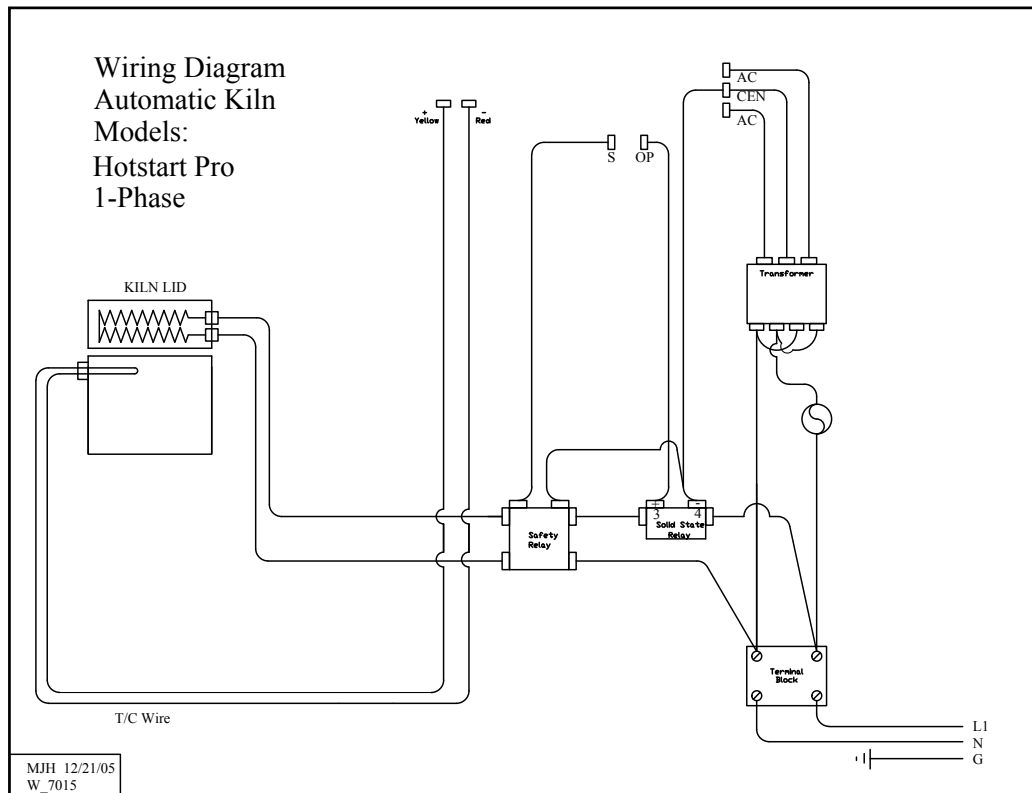 Wiring Diagram
Automatic Kiln
Models:
Hotstart Pro
1-Phase
+
Yellow
-
Red
S
OP
AC
CEN
AC
Transformer
KILN LID
+
3
-
4
Solid State
Relay
Safety
Relay
Terminal
Block
T/C Wire
L1
N
G
MJH 12/21/05
W_7015